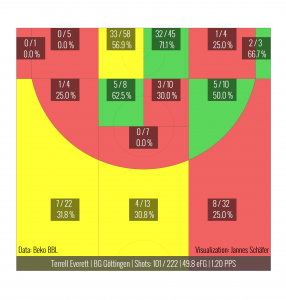 0 / 5
0.0 %
33 / 58
56.9 %
32 / 45
71.1 %
1 / 4
25.0 %
0 / 1
0.0 %
2 / 3
66.7 %
1 / 4
25.0 %
5 / 8
62.5 %
3 / 10
30.0 %
5 / 10
50.0 %
0 / 7
0.0 %
7 / 22
31.8 %
4 / 13
30.8 %
8 / 32
25.0 %
Data: Beko BBL
Visualization: Jannes Schäfer
Terrell Everett | BG Göttingen | Shots: 101 / 222 | 49.8 eFG | 1.20 PPS